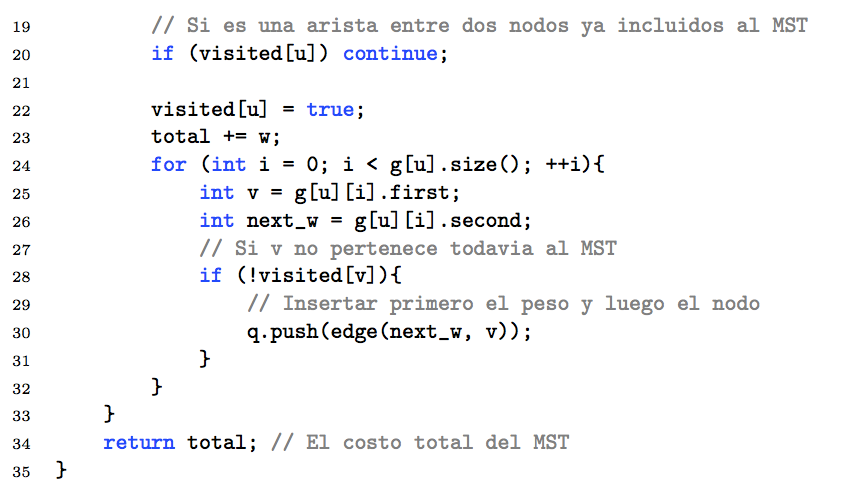 19 // Si es una arista entre dos nodos ya incluidos al MST
20 if (visited[u]) continue;
21
22 visited[u] = true;
23 total += w;
24 for (int i = 0; i < g[u].size(); ++i){
25 int v = g[u][i].first;
26 int next_w = g[u][i].second;
27 // Si v no pertenece todavia al MST
28 if (!visited[v]){
29 // Insertar primero el peso y luego el nodo
30 q.push(edge(next_w, v));
31 }
32 }
33 }
34 return total; // El costo total del MST
35 }